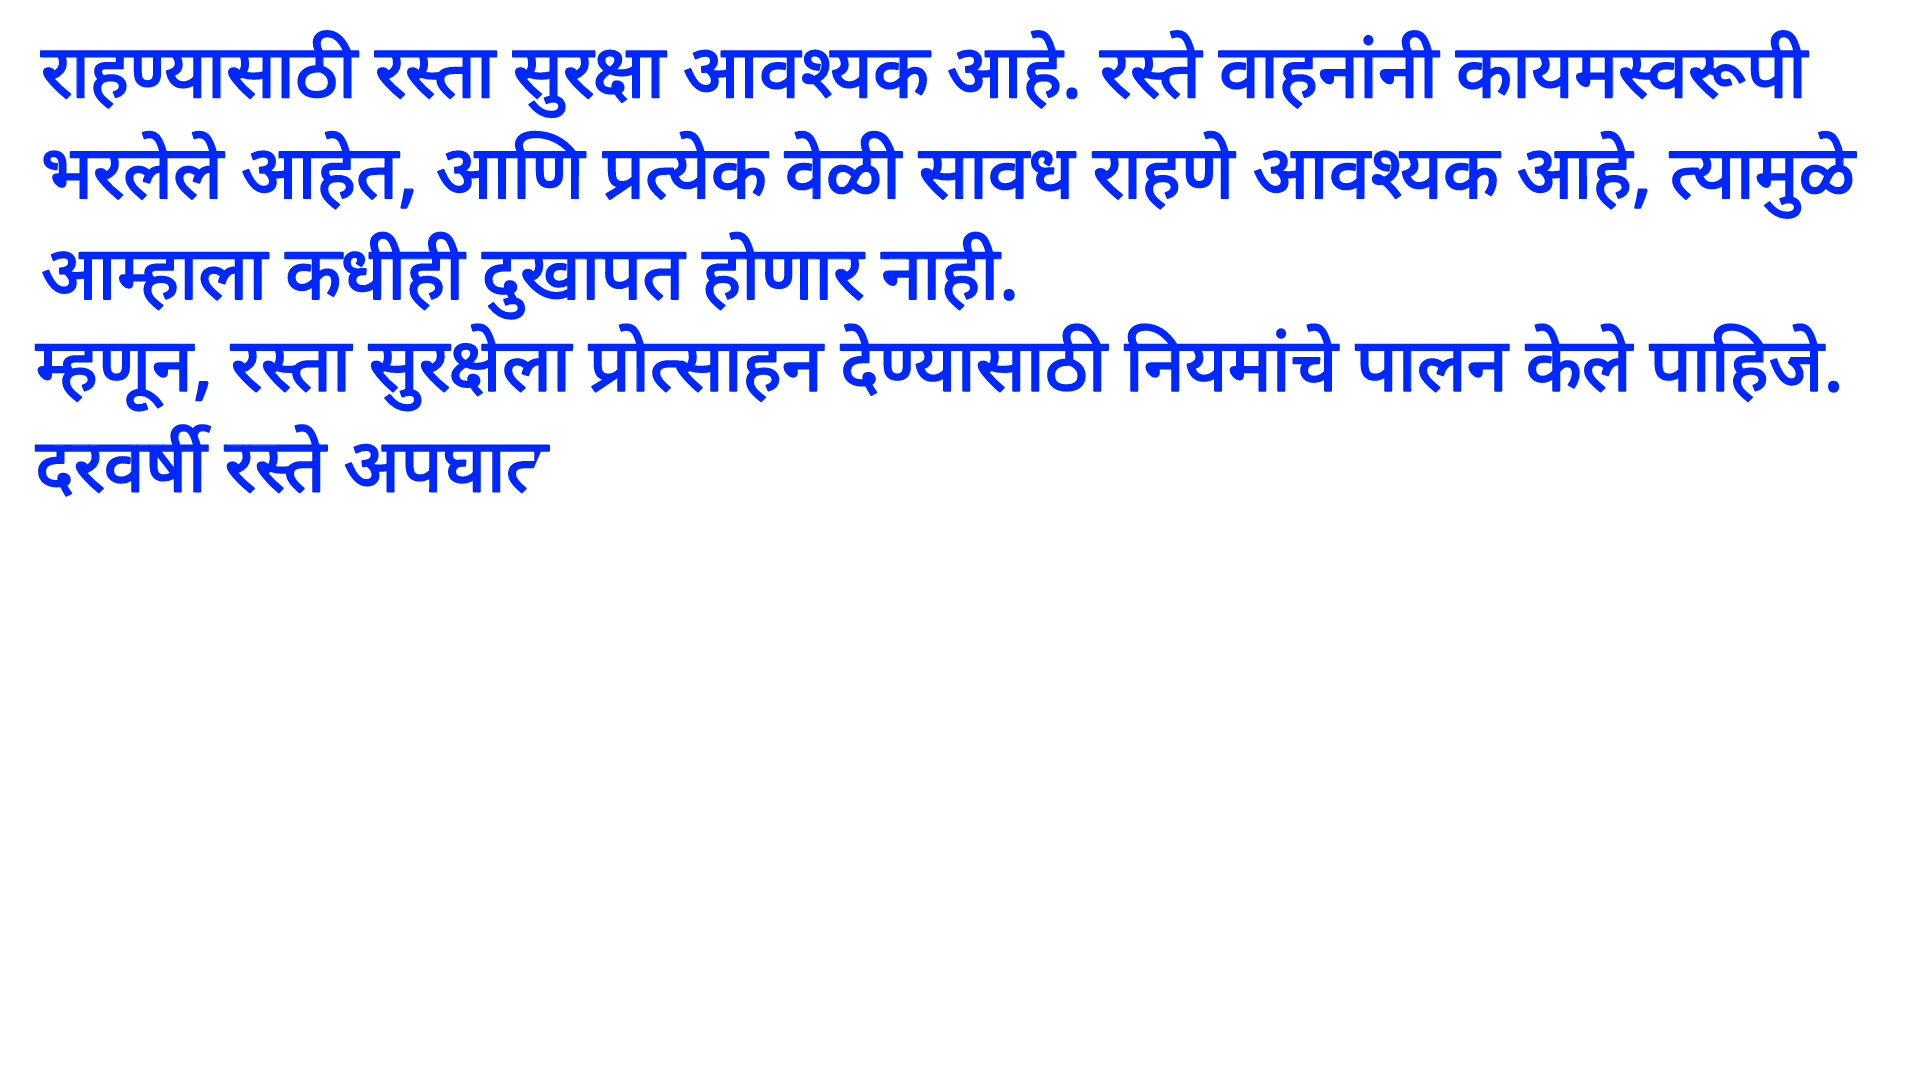 राहण्यासाठी रस्ता सुरक्षा आवश्यक आहे. रस्ते वाहनांनी कायमस्वरूपी
भरलेले आहेत, आणि प्रत्येक वेळी सावध राहणे आवश्यक आहे, त्यामुळे
आम्हाला कधीही दुखापत होणार नाही.
म्हणून, रस्ता सुरक्षेला प्रोत्साहन देण्यासाठी नियमांचे पालन केले पाहिजे.
दरवर्षी रस्ते